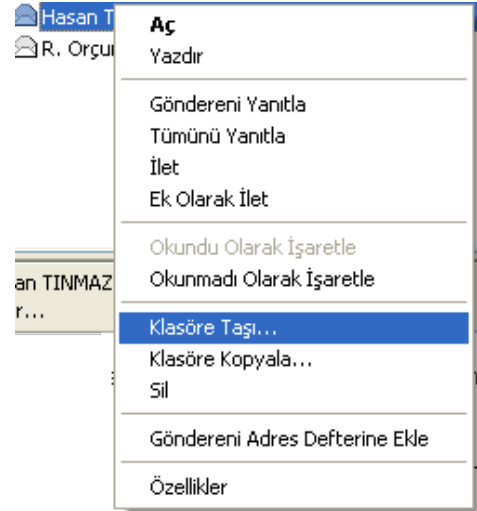 Hasan T
R. Orçu
Aç
Yazdır
Göndereni Yanıtla
Tümünü Yanıtla
İlet
Ek Olarak İlet
Okundu Olarak İşaretle
Okunmadı Olarak İşaretle
an TINMAZ
r...
Klasöre Taşı...
Klasöre Kopyala...
Sil
Göndereni Adres Defterine Ekle
Özellikler